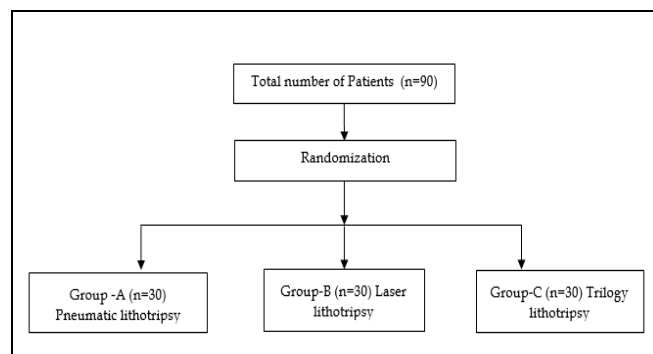 Total number of Patients (n=90)
Randomization
Group -A (n=30)
Pneumatic lithotripsy
Group-B (n=30) Laser
lithotripsy
Group-C (n=30) Trilogy
lithotripsy